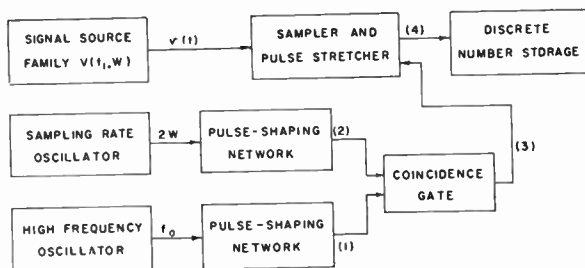 SIGNAL SOURCE
FAMILY V(f₁,W)
v(t)
SAMPLER AND
PULSE STRETCHER
(4)
DISCRETE
NUMBER STORAGE
SAMPLING RATE
OSCILLATOR
2W
PULSE-SHAPING
NETWORK
(2)
(3)
COINCIDENCE
GATE
HIGH FREQUENCY
OSCILLATOR
f₀
PULSE-SHAPING
NETWORK
(1)